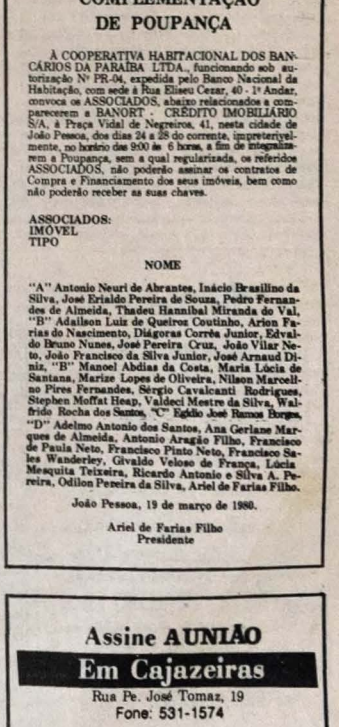 COMPLEMENTAÇÃO
DE POUPANÇA
À COOPERATIVA HABITACIONAL DOS BAN-
CÁRIOS DA PARAÍBA LTDA., funcionando sob au-
torização Nº PR-04, expedida pelo Banco Nacional da
Habitação, com sede à Rua Eliseu Cezar, 40 - 1º Andar,
convoca os ASSOCIADOS, abaixo relacionados a com-
parecerem a BANORT - CRÉDITO IMOBILIÁRIO
S/A, à Praça Vidal de Negreiros, 41, nesta cidade de
João Pessoa, dos dias 24 a 28 do corrente, impreterivel-
mente, no horário das 9:00 às 6 horas, a fim de integraliza-
rem a Poupança, sem a qual regularizada, os referidos
ASSOCIADOS, não poderão assinar os contratos de
Compra e Financiamento dos seus imóveis, bem como
não poderão receber as suas chaves.
ASSOCIADOS:
IMÓVEL
TIPO
NOME
"A" Antonio Neuri de Abrantes, Inácio Brasilino da
Silva, José Erialdo Pereira de Souza, Pedro Fernan-
des de Almeida, Thadeu Hannibal Miranda do Val,
"B" Adailson Luiz de Queiroz Coutinho, Arion Fa-
rias do Nascimento, Diágoras Corrêa Junior, Edval-
do Bruno Nunes, José Pereira Cruz, João Vilar Ne-
to, João Francisco da Silva Junior, José Arnaud Di-
niz, "B" Manoel Abdias da Costa, Maria Lúcia de
Santana, Marize Lopes de Oliveira, Nilson Marceli-
no Pires Fernandes, Sérgio Cavalcanti Rodrigues,
Stephen Moffat Heap, Valdeci Mestre da Silva, Wal-
frido Rocha dos Santos, "C" Egídio José Ramos Borges,
"D" Adelmo Antonio dos Santos, Ana Gerlane Mar-
ques de Almeida, Antonio Aragão Filho, Francisco
de Paula Neto, Francisco Pinto Neto, Francisco Sa-
les Wanderley, Givaldo Veloso de França, Lúcia
Mesquita Teixeira, Ricardo Antonio e Silva A. Pe-
reira, Odilon Pereira da Silva, Ariel de Farias Filho.
João Pessoa, 19 de março de 1980.
Ariel de Farias Filho
Presidente
Assine A UNIÃO
Em Cajazeiras
Rua Pe. José Tomaz, 19
Fone: 531-1574